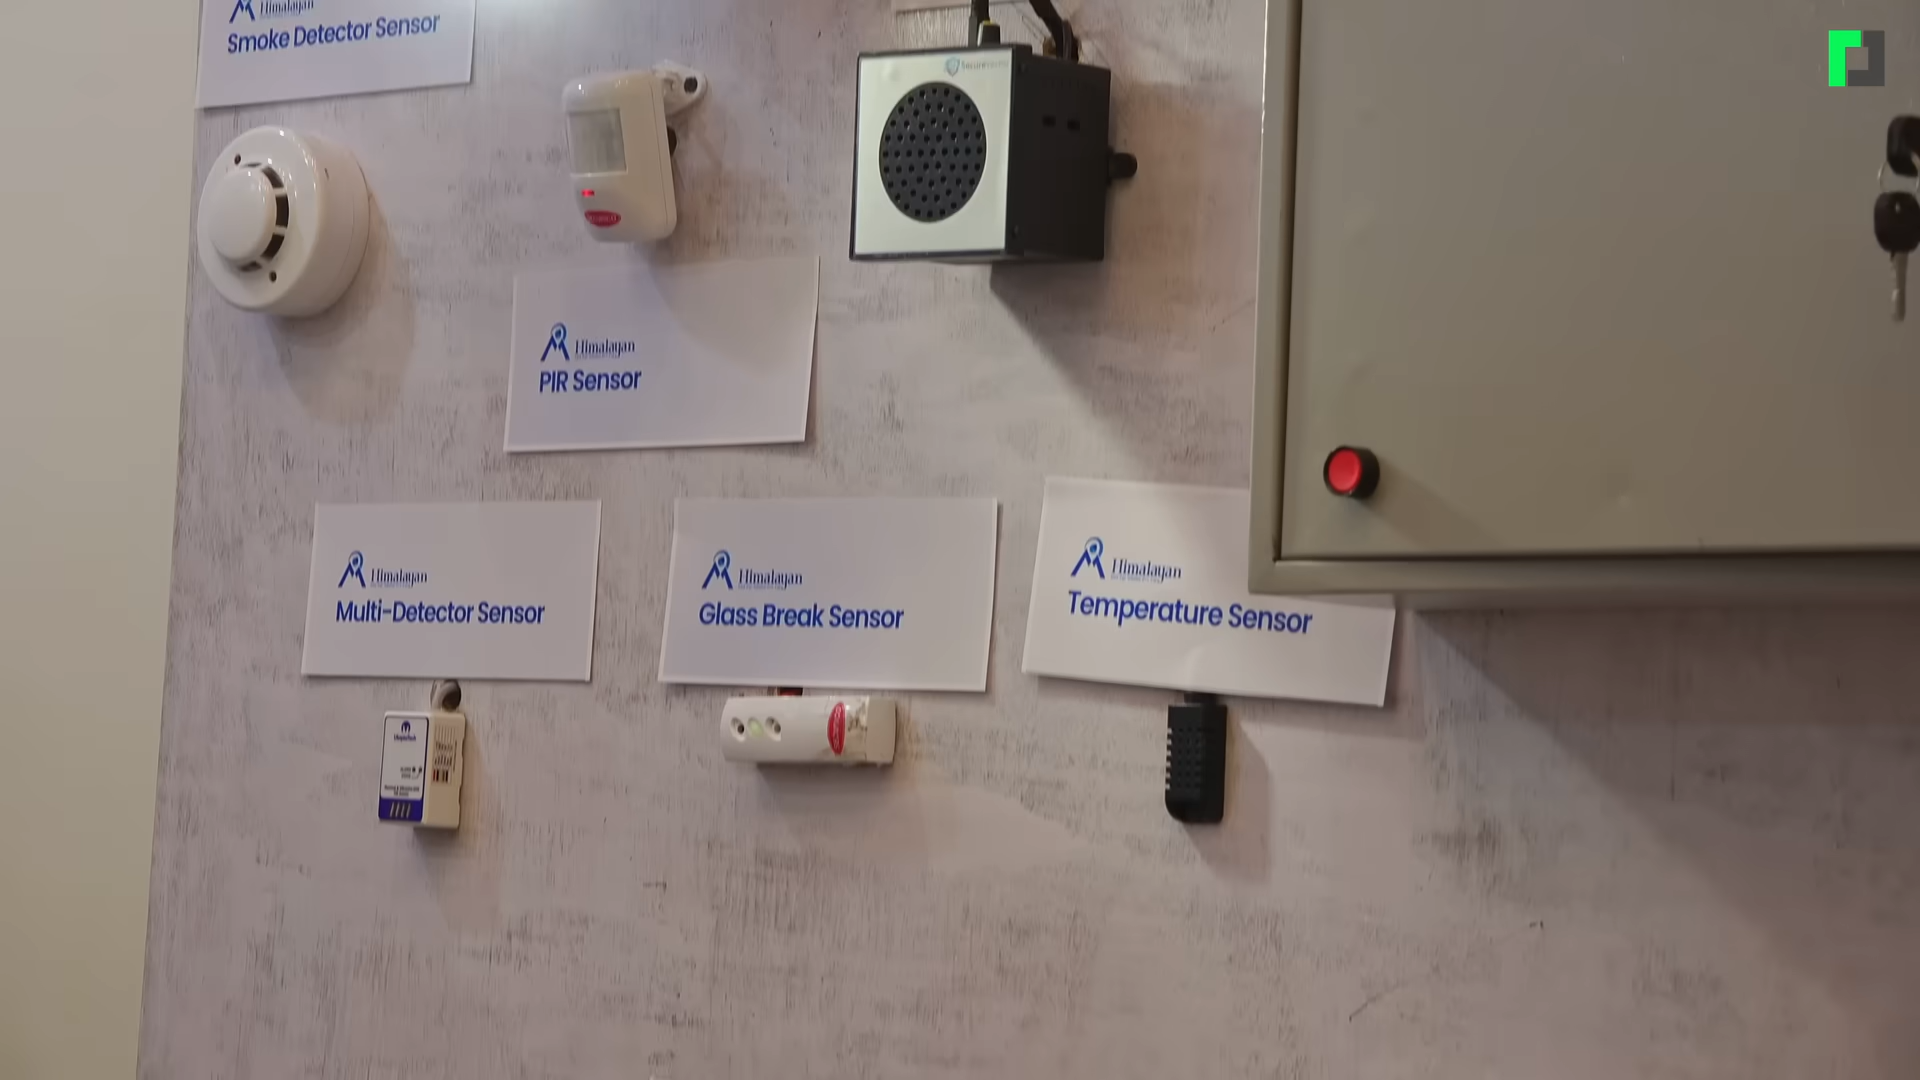 Himalayan
Smoke Detector Sensor
Himalayan
PIR Sensor
Himalayan
Multi-Detector Sensor
Himalayan
Glass Break Sensor
Himalayan
Temperature Sensor